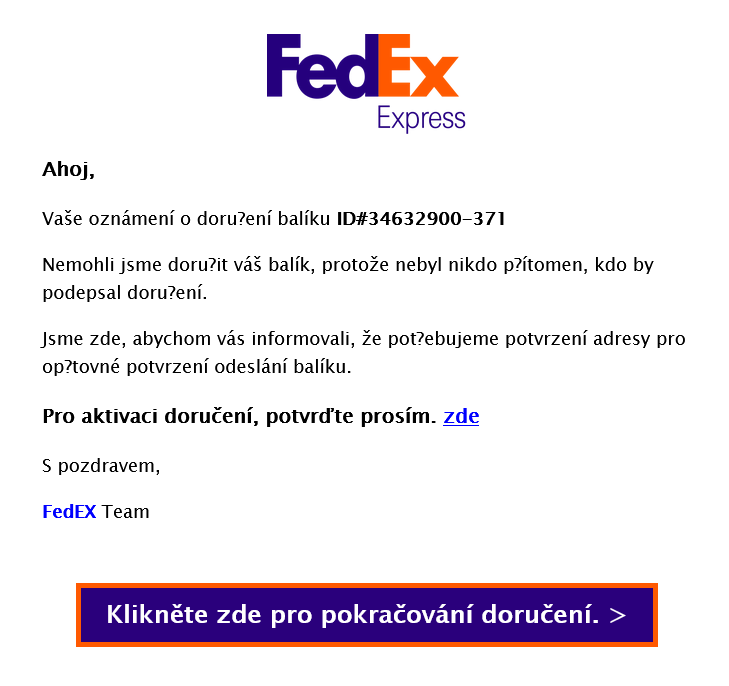 FedEx
Express
Ahoj,
Vaše oznámení o doru?ení balíku ID#34632900-371
Nemohli jsme doru?it váš balík, protože nebyl nikdo p?ítomen, kdo by
podepsal doru?ení.
Jsme zde, abychom vás informovali, že pot?ebujeme potvrzení adresy pro
op?tovné potvrzení odeslání balíku.
Pro aktivaci doručení, potvrďte prosím. zde
S pozdravem,
FedEX Team
Klikněte zde pro pokračování doručení. >